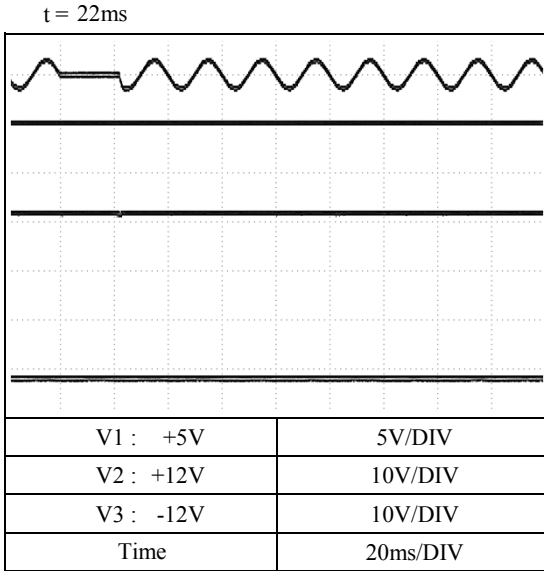 t = 22ms
V1 : +5V 5V/DIV
V2 : +12V 10V/DIV
V3 : -12V 10V/DIV
Time 20ms/DIV